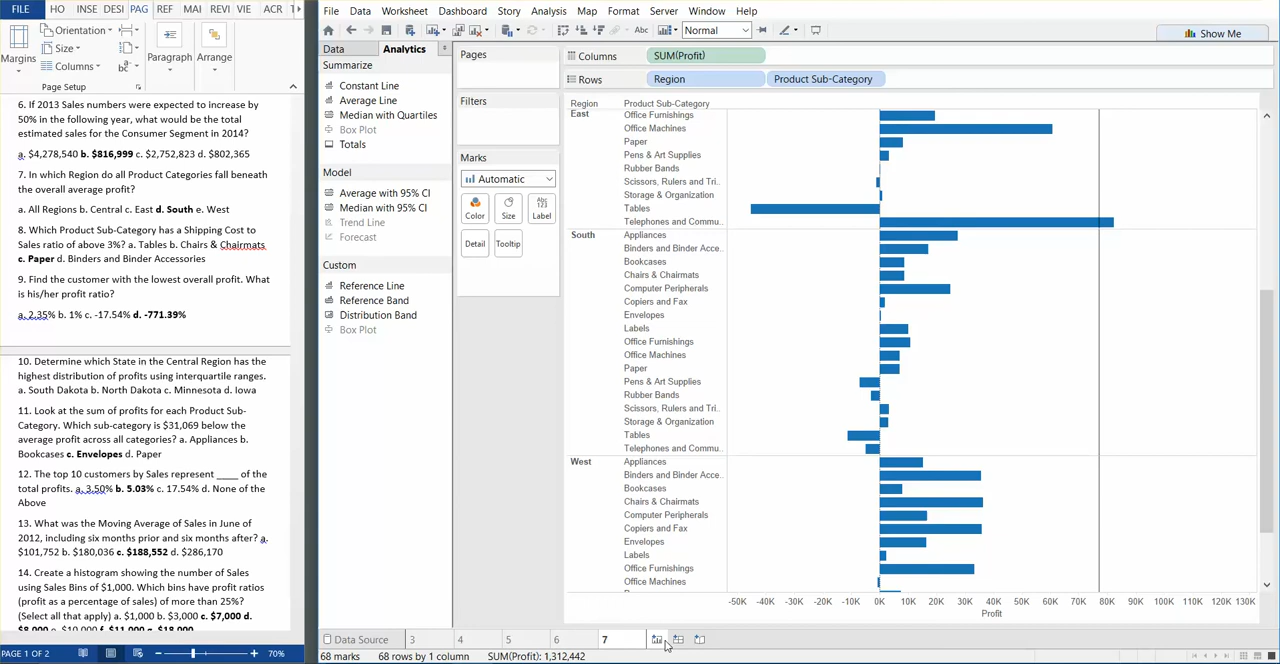 FILE HO INSE DESI PAG REF MAI REVI VIE ACR T
Margins
Orientation
Size
Columns
Paragraph
Arrange
Page Setup
6. If 2013 Sales numbers were expected to increase by
50% in the following year, what would be the total
estimated sales for the Consumer Segment in 2014?
a. $4,278,540 b. $816,999 c. $2,752,823 d. $802,365
7. In which Region do all Product Categories fall beneath
the overall average profit?
a. All Regions b. Central c. East d. South e. West
8. Which Product Sub-Category has a Shipping Cost to
Sales ratio of above 3%? a. Tables b. Chairs & Chairmats
c. Paper d. Binders and Binder Accessories
9. Find the customer with the lowest overall profit. What
is his/her profit ratio?
a. 2.35% b. 1% c. -17.54% d. -771.39%
10. Determine which State in the Central Region has the
highest distribution of profits using interquartile ranges.
a. South Dakota b. North Dakota c. Minnesota d. Iowa
11. Look at the sum of profits for each Product Sub-
Category. Which sub-category is $31,069 below the
average profit across all categories? a. Appliances b.
Bookcases c. Envelopes d. Paper
12. The top 10 customers by Sales represent ____ of the
total profits. a. 3.50% b. 5.03% c. 17.54% d. None of the
Above
13. What was the Moving Average of Sales in June of
2012, including six months prior and six months after? a.
$101,752 b. $180,036 c. $188,552 d. $286,170
14. Create a histogram showing the number of Sales
using Sales Bins of $1,000. Which bins have profit ratios
(profit as a percentage of sales) of more than 25%?
(Select all that apply) a. $1,000 b. $3,000 c. $7,000 d.
$8,000 e. $10,000 f. $11,000 g. $18,000
PAGE 1 OF 2
70%
File Data Worksheet Dashboard Story Analysis Map Format Server Window Help
Abc
Normal
Show Me
Data Analytics
Summarize
Constant Line
Average Line
Median with Quartiles
Box Plot
Totals
Model
Average with 95% CI
Median with 95% CI
Trend Line
Forecast
Custom
Reference Line
Reference Band
Distribution Band
Box Plot
Pages
Filters
Marks
Automatic
Color Size Label
Detail Tooltip
Columns SUM(Profit)
Rows Region Product Sub-Category
Region Product Sub-Category
East Office Furnishings
Office Machines
Paper
Pens & Art Supplies
Rubber Bands
Scissors, Rulers and Tri..
Storage & Organization
Tables
Telephones and Commu..
South Appliances
Binders and Binder Acce..
Bookcases
Chairs & Chairmats
Computer Peripherals
Copiers and Fax
Envelopes
Labels
Office Furnishings
Office Machines
Paper
Pens & Art Supplies
Rubber Bands
Scissors, Rulers and Tri..
Storage & Organization
Tables
Telephones and Commu..
West Appliances
Binders and Binder Acce..
Bookcases
Chairs & Chairmats
Computer Peripherals
Copiers and Fax
Envelopes
Labels
Office Furnishings
Office Machines
-50K -40K -30K -20K -10K 0K 10K 20K 30K 40K 50K 60K 70K 80K 90K 100K 110K 120K 130K
Profit
Data Source 3 4 5 6 7
68 marks 68 rows by 1 column SUM(Profit): 1,312,442